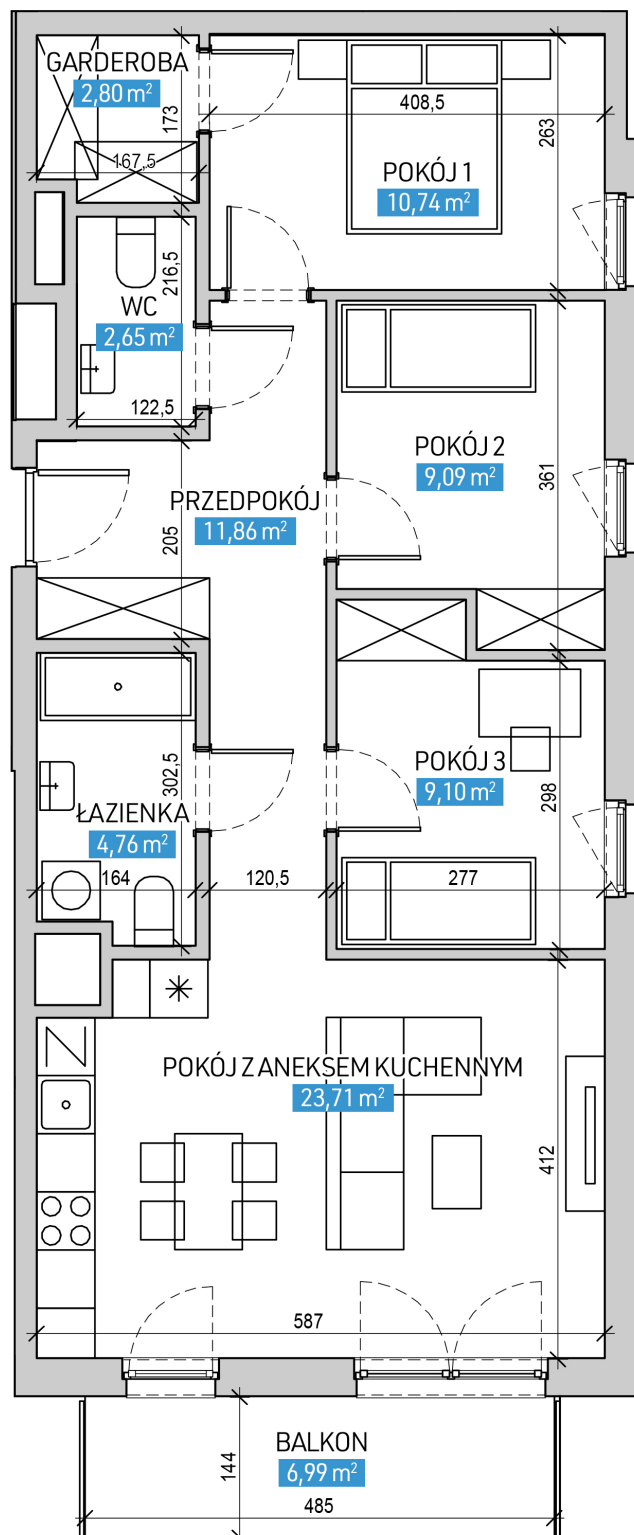 GARDEROBA
2,80 m²
173
167,5
408,5
263
POKÓJ 1
10,74 m²
216,5
WC
2,65 m²
122,5
POKÓJ 2
9,09 m²
361
PRZEDPOKÓJ
11,86 m²
205
302,5
ŁAZIENKA
4,76 m²
164
120,5
POKÓJ 3
9,10 m²
298
277
POKÓJ Z ANEKSEM KUCHENNYM
23,71 m²
412
587
BALKON
6,99 m²
144
485